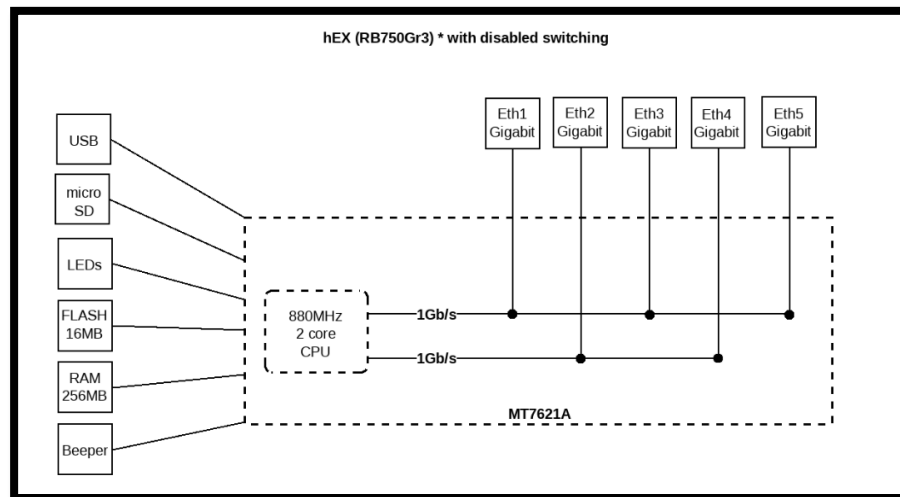 hEX (RB750Gr3) * with disabled switching
Eth1
Gigabit
Eth2
Gigabit
Eth3
Gigabit
Eth4
Gigabit
Eth5
Gigabit
USB
micro
SD
LEDs
FLASH
16MB
RAM
256MB
Beeper
880MHz
2 core
CPU
1Gb/s
1Gb/s
MT7621A